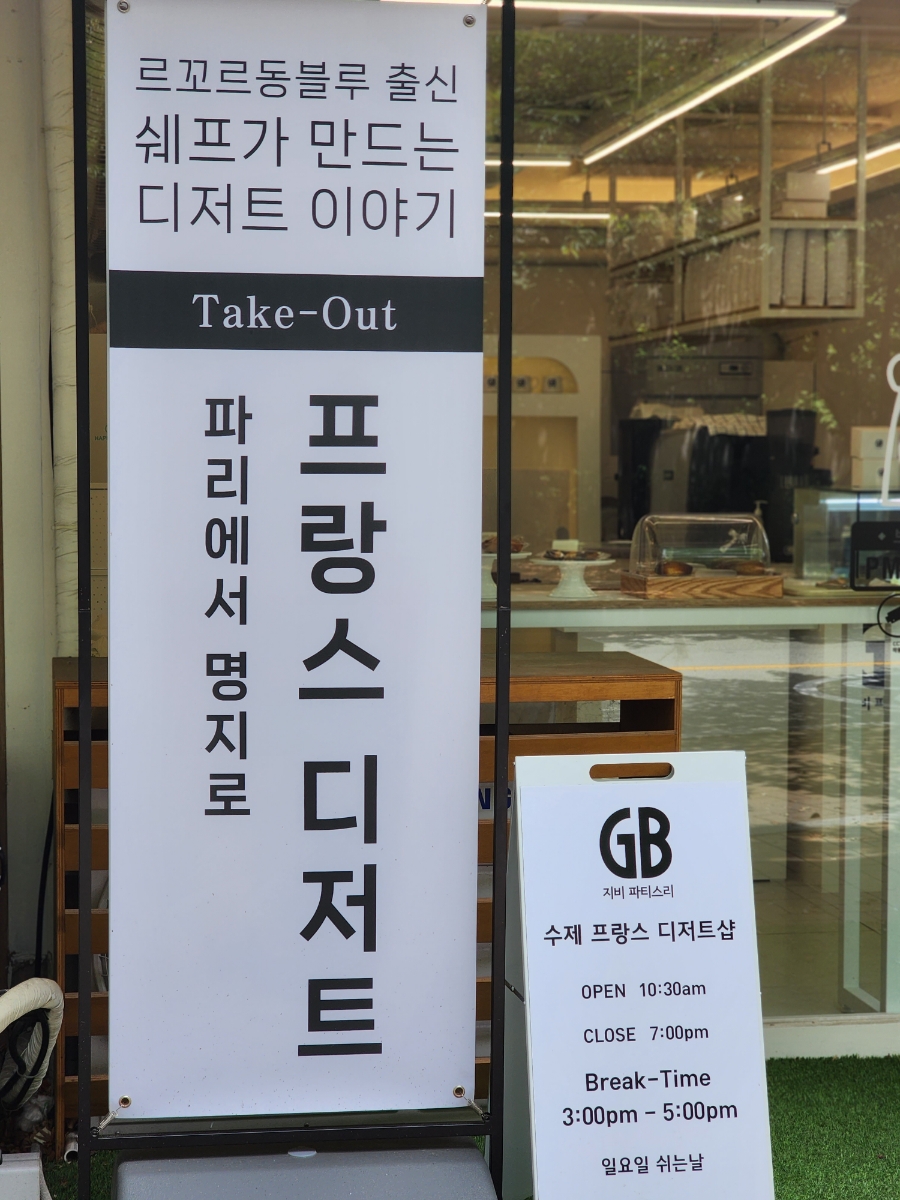 르꼬르동블루 출신
쉐프가 만드는
디저트 이야기
Take-Out
프랑스 디저트
파리에서 명지로
GB
지비 파티스리
수제 프랑스 디저트샵
OPEN 10:30am
CLOSE 7:00pm
Break-Time
3:00pm - 5:00pm
일요일 쉬는날
PM